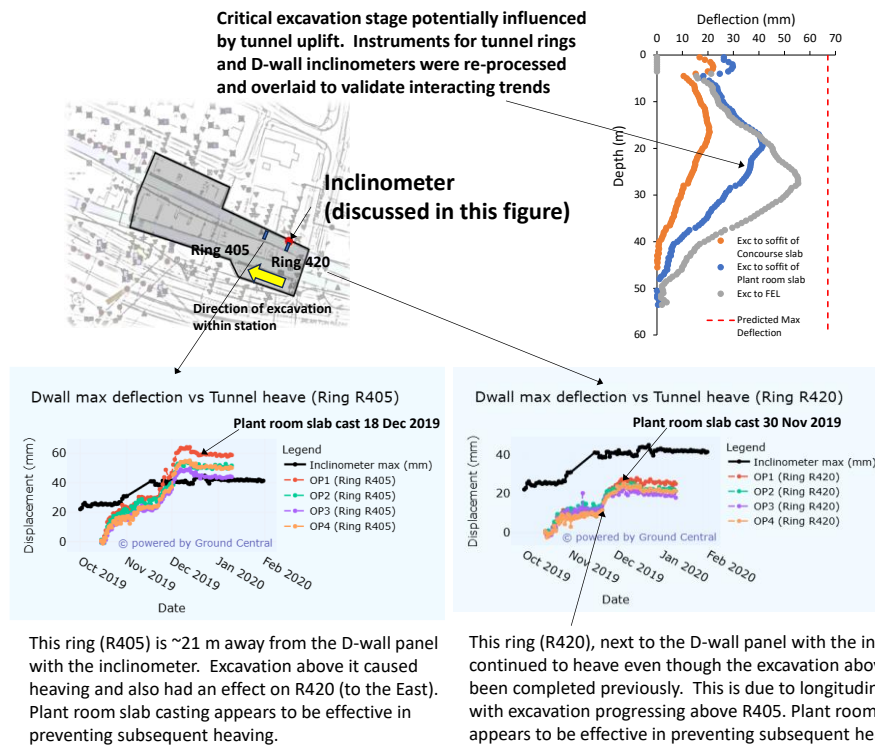 Critical excavation stage potentially influenced
by tunnel uplift.  Instruments for tunnel rings
and D-wall inclinometers were re-processed
and overlaid to validate interacting trends
Deflection (mm)
0 10 20 30 40 50 60 70
0
10
20
30
40
50
60
Depth (m)
Exc to soffit of
Concourse slab
Exc to soffit of
Plant room slab
Exc to FEL
Predicted Max
Deflection
Inclinometer
(discussed in this figure)
Ring 405
Ring 420
Direction of excavation
within station
Dwall max deflection vs Tunnel heave (Ring R405)
Plant room slab cast 18 Dec 2019
Displacement (mm)
60
40
20
0
Legend
Inclinometer max (mm)
OP1 (Ring R405)
OP2 (Ring R405)
OP3 (Ring R405)
OP4 (Ring R405)
© powered by Ground Central
Oct 2019
Nov 2019
Dec 2019
Jan 2020
Feb 2020
Date
Dwall max deflection vs Tunnel heave (Ring R420)
Plant room slab cast 30 Nov 2019
Displacement (mm)
40
20
0
Legend
Inclinometer max (mm)
OP1 (Ring R420)
OP2 (Ring R420)
OP3 (Ring R420)
OP4 (Ring R420)
© powered by Ground Central
Oct 2019
Nov 2019
Dec 2019
Jan 2020
Feb 2020
Date
This ring (R405) is ~21 m away from the D-wall panel
with the inclinometer.  Excavation above it caused
heaving and also had an effect on R420 (to the East).
Plant room slab casting appears to be effective in
preventing subsequent heaving.
This ring (R420), next to the D-wall panel with the in
continued to heave even though the excavation abov
been completed previously.  This is due to longitudin
with excavation progressing above R405. Plant room
appears to be effective in preventing subsequent he